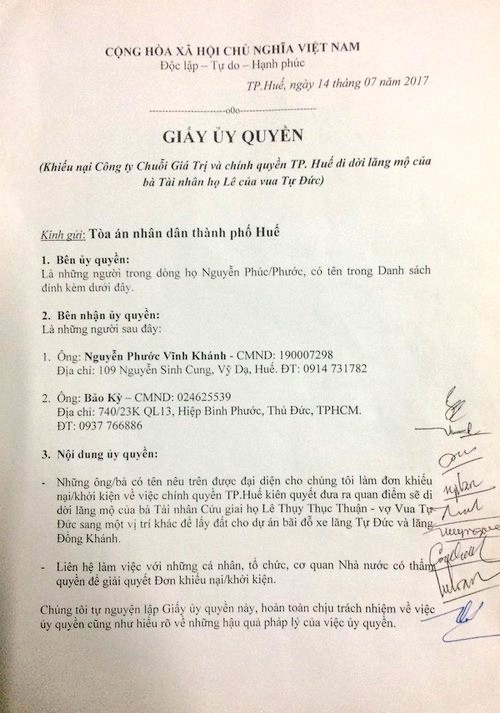 CỘNG HÒA XÃ HỘI CHỦ NGHĨA VIỆT NAM
Độc lập – Tự do – Hạnh phúc
TP.Huế, ngày 14 tháng 07 năm 2017
--------------------o0o--------------------
GIẤY ỦY QUYỀN
(Khiếu nại Công ty Chuỗi Giá Trị và chính quyền TP. Huế di dời lăng mộ của
bà Tài nhân họ Lê của vua Tự Đức)
Kính gửi: Tòa án nhân dân thành phố Huế
1. Bên ủy quyền:
Là những người trong dòng họ Nguyễn Phúc/Phước, có tên trong Danh sách
đính kèm dưới đây.
2. Bên nhận ủy quyền:
Là những người sau đây:
1. Ông: Nguyễn Phước Vĩnh Khánh - CMND: 190007298
Địa chỉ: 109 Nguyễn Sinh Cung, Vỹ Dạ, Huế. ĐT: 0914 731782
2. Ông: Bảo Kỳ – CMND: 024625539
Địa chỉ: 740/23K QL13, Hiệp Bình Phước, Thủ Đức, TPHCM.
ĐT: 0937 766886
3. Nội dung ủy quyền:
- Những ông/bà có tên nêu trên được đại diện cho chúng tôi làm đơn khiếu
nại/khởi kiện về việc chính quyền TP.Huế kiên quyết đưa ra quan điểm sẽ di
dời lăng mộ của bà Tài nhân Cửu giai họ Lê Thụy Thục Thuận - vợ Vua Tự
Đức sang một vị trí khác để lấy đất cho dự án bãi đỗ xe lăng Tự Đức và lăng
Đồng Khánh.
- Liên hệ làm việc với những cá nhân, tổ chức, cơ quan Nhà nước có thẩm
quyền để giải quyết Đơn khiếu nại/khởi kiện.
Chúng tôi tự nguyện lập Giấy ủy quyền này, hoàn toàn chịu trách nhiệm về việc
ủy quyền cũng như hiểu rõ về những hậu quả pháp lý của việc ủy quyền.